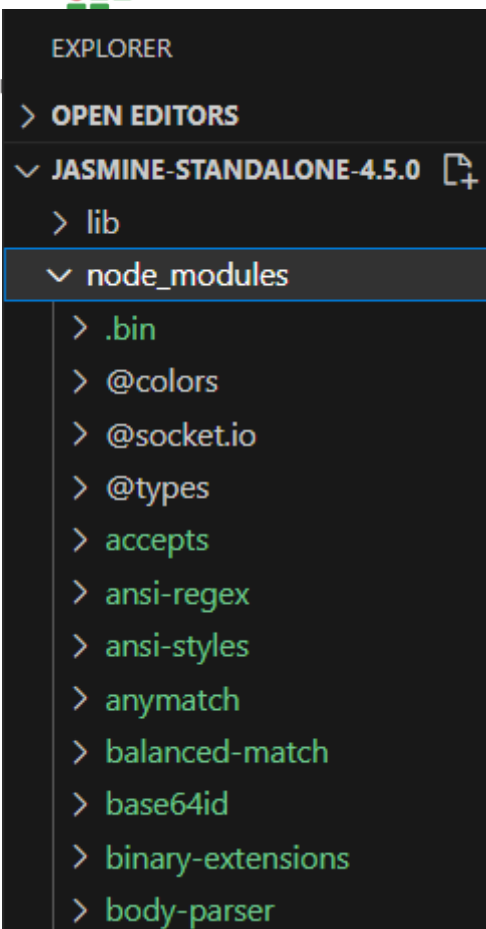 EXPLORER
OPEN EDITORS
JASMINE-STANDALONE-4.5.0
lib
node_modules
.bin
@colors
@socket.io
@types
accepts
ansi-regex
ansi-styles
anymatch
balanced-match
base64id
binary-extensions
body-parser